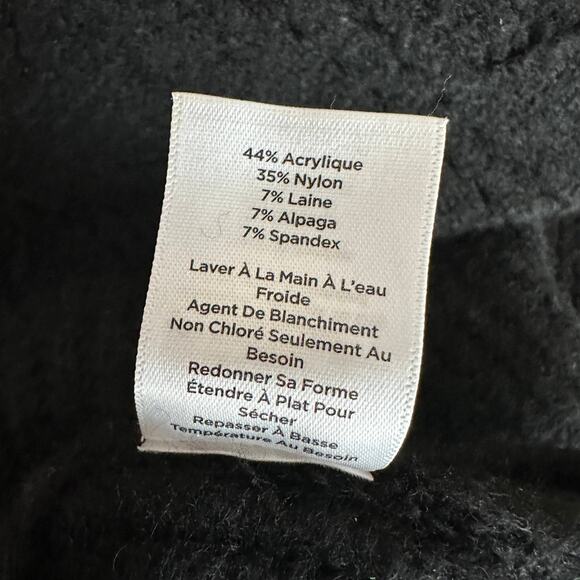 44% Acrylique
35% Nylon
7% Laine
7% Alpaga
7% Spandex
Laver À La Main À L'eau
Froide
Agent De Blanchiment
Non Chloré Seulement Au
Besoin
Redonner Sa Forme
Étendre À Plat Pour
Sécher
Repasser À Basse
Température Au Besoin